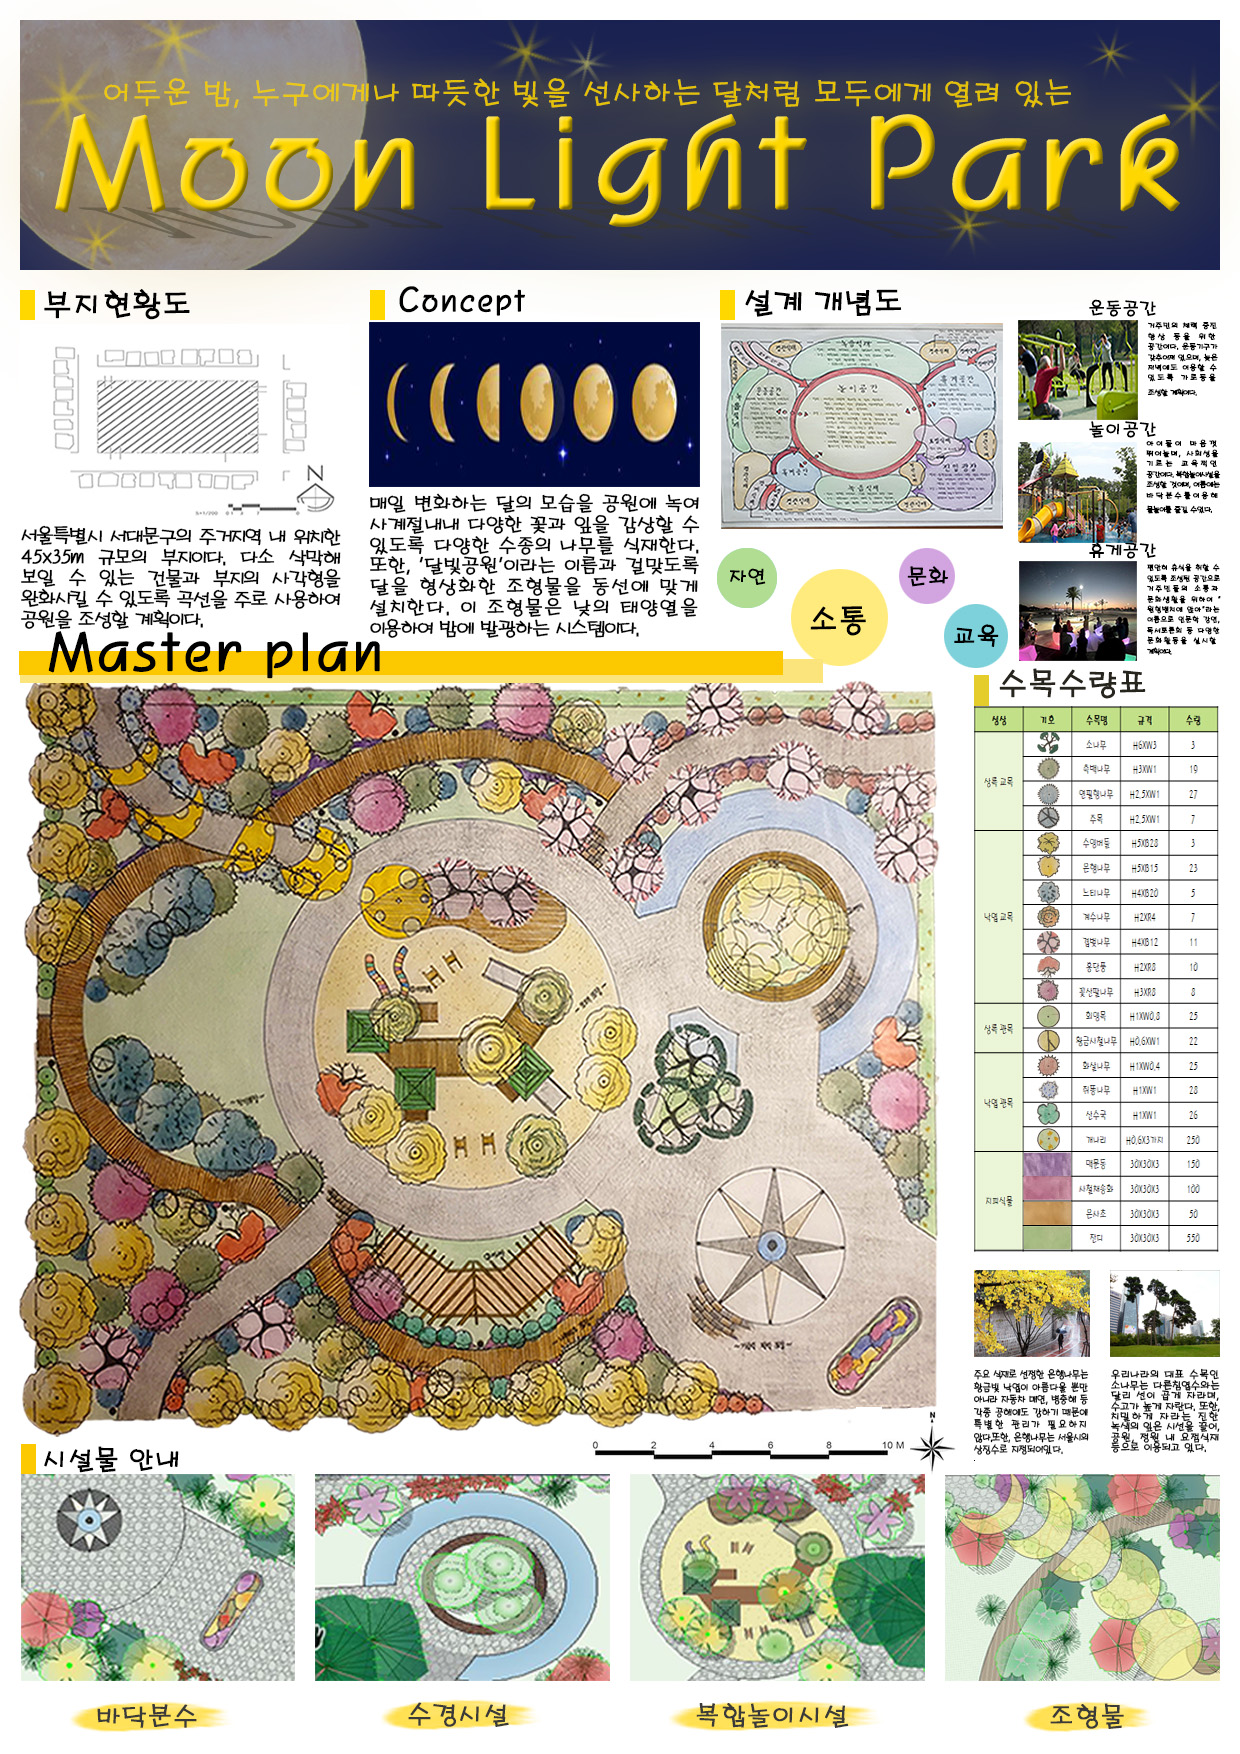 어두운 밤, 누구에게나 따듯한 빛을 선사하는 달처럼 모두에게 열려 있는
Moon Light Park
부지현황도
N
서울특별시 서대문구의 주거지역 내 위치한
45x35m 규모의 부지이다. 다소 삭막해
보일 수 있는 건물과 부지의 사각형을
완화시킬 수 있도록 곡선을 주로 사용하여
공원을 조성할 계획이다.
Concept
매일 변화하는 달의 모습을 공원에 녹여
사계절내내 다양한 꽃과 잎을 감상할 수
있도록 다양한 수종의 나무를 식재한다.
또한, '달빛공원'이라는 이름과 걸맞도록
달을 형상화한 조형물을 동선에 맞게
설치한다. 이 조형물은 낮의 태양열을
이용하여 밤에 발광하는 시스템이다.
설계 개념도
놀이공간
휴게공간
운동공간
자연
소통
문화
교육
운동공간
거주민의 체력 증진
향상 등을 위한
공간이다. 운동기구가
갖추어져 있으며, 늦은
저녁에도 이용할 수
있도록 가로등을
조성할 계획이다.
놀이공간
아이들이 마음껏
뛰어놀며, 사회성을
기르는 교육적인
공간이다. 복합놀이시설을
조성할 것이며, 여름에는
바닥분수를 이용해
물놀이를 즐길 수 있다.
휴게공간
편안히 휴식을 취할 수
있도록 조성된 공간으로
거주민들의 소통과
문화생활을 위하여 "
원형벤치에 앉아"라는
이름으로 인문학 강연,
독서토론회 등 다양한
문화활동을 실시할
계획이다.
Master plan
수목수량표
성상 기호 수목명 규격 수량
상록 교목
소나무 H6XW3 3
측백나무 H3XW1 19
연필향나무 H2.5XW1 27
주목 H2.5XW1 7
낙엽 교목
수양버들 H5XB20 3
은행나무 H5XB15 23
느티나무 H4XB20 5
계수나무 H2XR4 7
겹벚나무 H4XB12 11
홍단풍 H2XR8 10
꽃산딸나무 H3XR8 8
상록 관목
회양목 H1XW0.8 25
황금사철나무 H0.6XW1 22
낙엽 관목
화살나무 H1XW0.4 25
쥐똥나무 H1XW1 28
산수국 H1XW1 26
개나리 H0.6X3가지 250
지피식물
맥문동 30X30X3 150
사철채송화 30X30X3 100
은사초 30X30X3 50
잔디 30X30X3 550
주요 식재로 선정한 은행나무는
황금빛 낙엽이 아름다울 뿐만
아니라 자동차 매연, 병충해 등
각종 공해에도 강하기 때문에
특별한 관리가 필요하지
않다.또한, 은행나무는 서울시의
상징수로 지정되어있다.
우리나라의 대표 수목인
소나무는 다른침엽수와는
달리 선이 곱게 자라며,
수고가 높게 자란다. 또한,
치밀하게 자라는 진한
녹색의 잎은 시선을 끌어,
공원, 정원 내 요점식재
등으로 이용되고 있다.
0 2 4 6 8 10 M
N
시설물 안내
바닥분수
수경시설
복합놀이시설
조형물